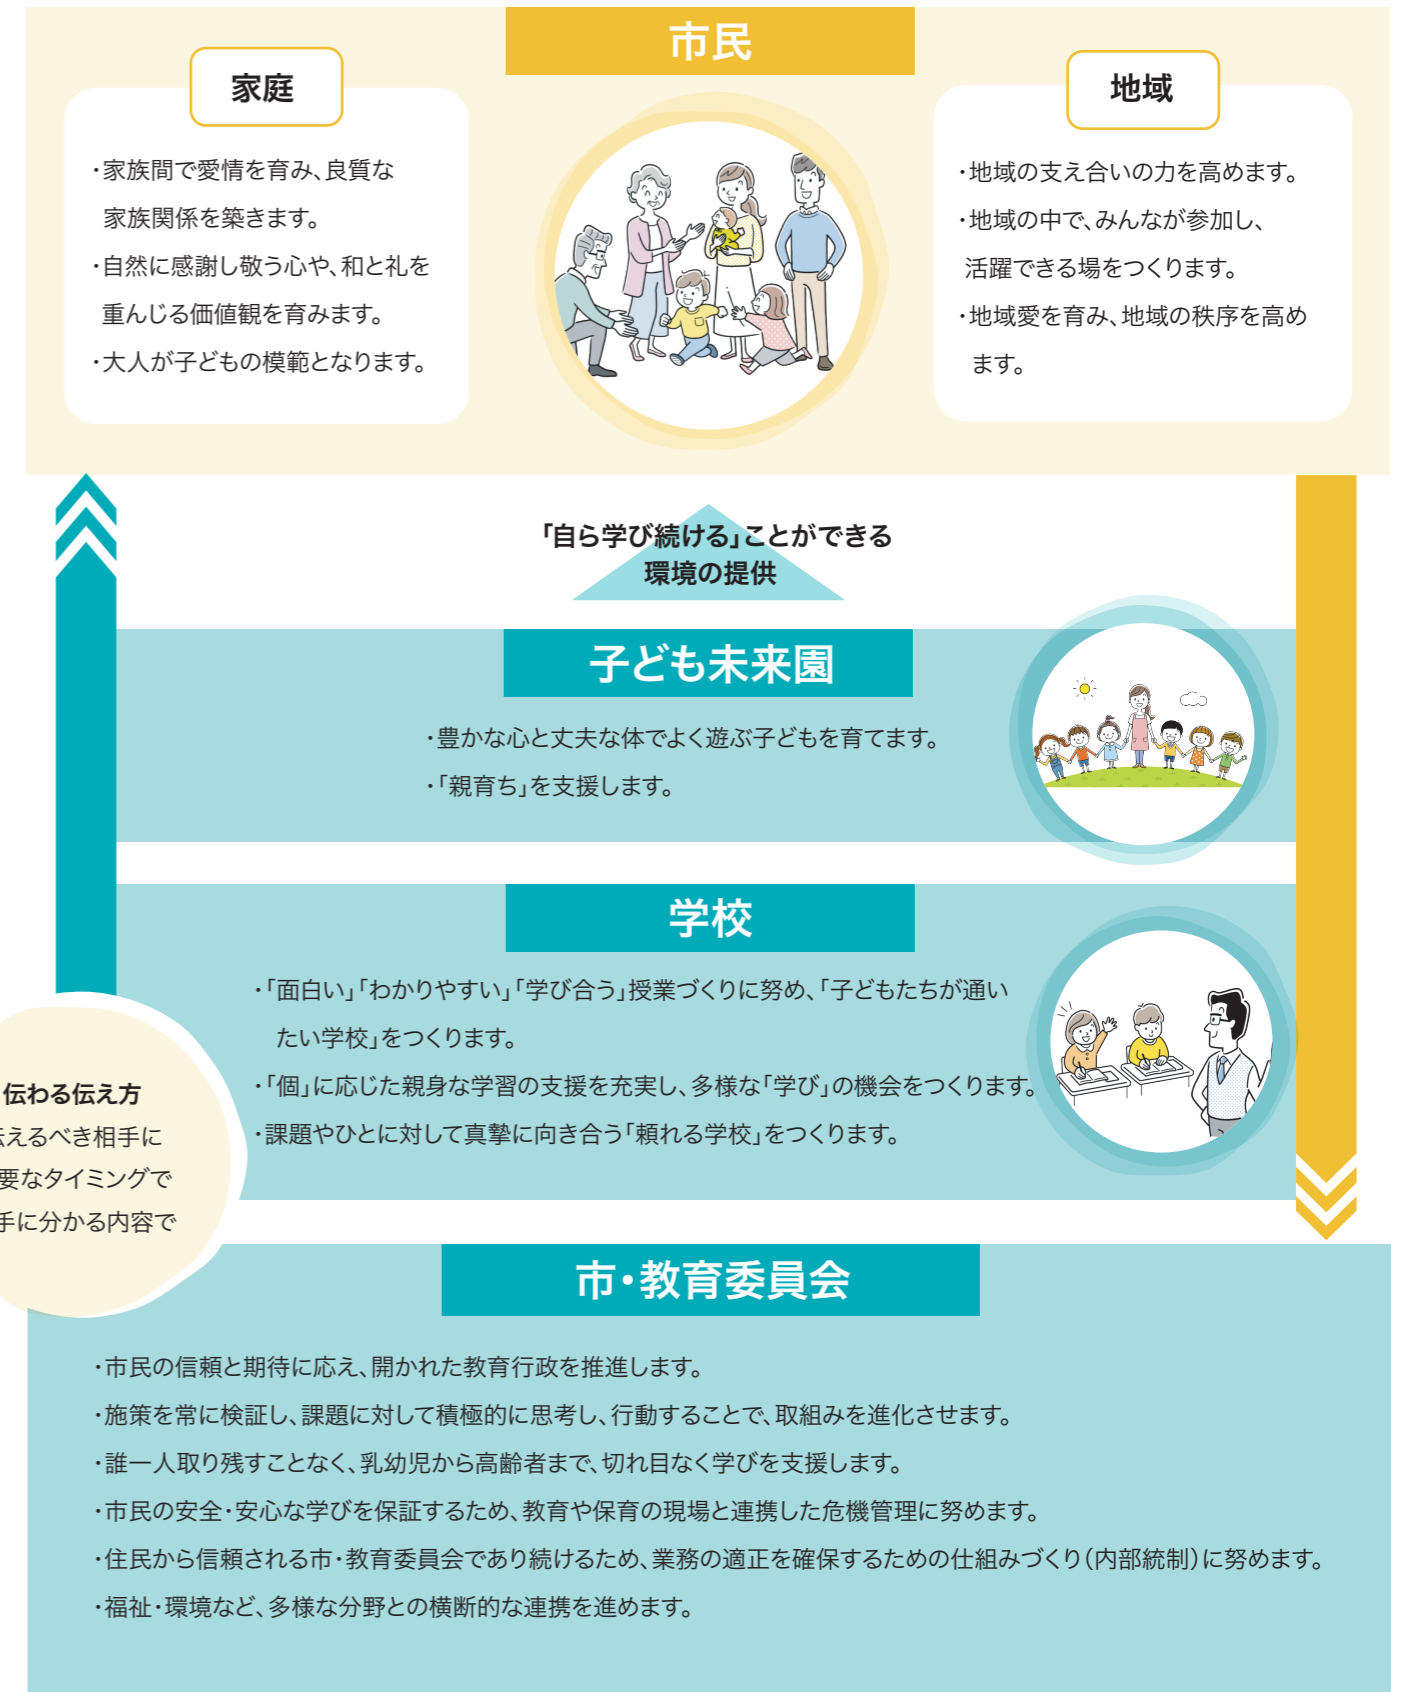 市民
家庭
・家族間で愛情を育み、良質な
家族関係を築きます。
・自然に感謝し敬う心や、和と礼を
重んじる価値観を育みます。
・大人が子どもの模範となります。
地域
・地域の支え合いの力を高めます。
・地域の中で、みんなが参加し、
活躍できる場をつくります。
・地域愛を育み、地域の秩序を高め
ます。
「自ら学び続ける」ことができる
環境の提供
子ども未来園
・豊かな心と丈夫な体でよく遊ぶ子どもを育てます。
・「親育ち」を支援します。
学校
・「面白い」「わかりやすい」「学び合う」授業づくりに努め、「子どもたちが通い
たい学校」をつくります。
・「個」に応じた親身な学習の支援を充実し、多様な「学び」の機会をつくります。
・課題やひとに対して真摯に向き合う「頼れる学校」をつくります。
伝わる伝え方
えるべき相手に
要なタイミングで
手に分かる内容で
市・教育委員会
・市民の信頼と期待に応え、開かれた教育行政を推進します。
・施策を常に検証し、課題に対して積極的に思考し、行動することで、取組みを進化させます。
・誰一人取り残すことなく、乳幼児から高齢者まで、切れ目なく学びを支援します。
・市民の安全・安心な学びを保証するため、教育や保育の現場と連携した危機管理に努めます。
・住民から信頼される市・教育委員会であり続けるため、業務の適正を確保するための仕組みづくり（内部統制）に努めます。
・福祉・環境など、多様な分野との横断的な連携を進めます。